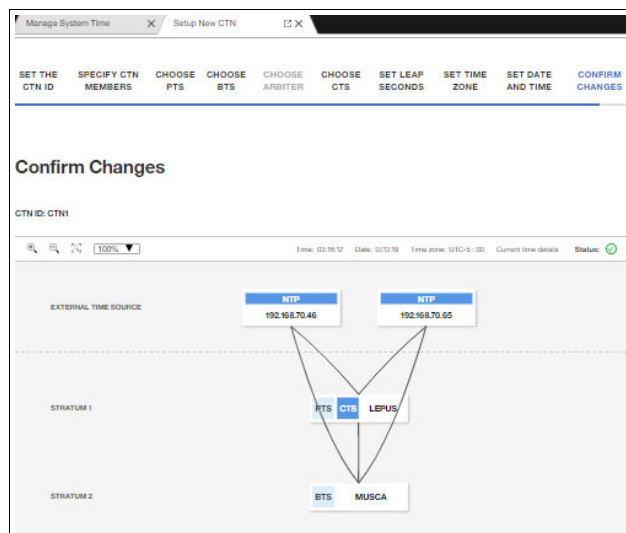 Manage System Time
Setup New CTN
SET THE CTN ID
SPECIFY CTN MEMBERS
CHOOSE PTS
CHOOSE BTS
CHOOSE ARBITER
CHOOSE CTS
SET LEAP SECONDS
SET TIME ZONE
SET DATE AND TIME
CONFIRM CHANGES
Confirm Changes
CTN ID: CTN1
100%
Time: 03:16:12 Date: Time zone: UTC-5:00 Current time details Status:
EXTERNAL TIME SOURCE
NTP
192.168.70.46
NTP
192.168.70.65
STRATUM 1
PTS CTS LEPUS
STRATUM 2
BTS MUSCA